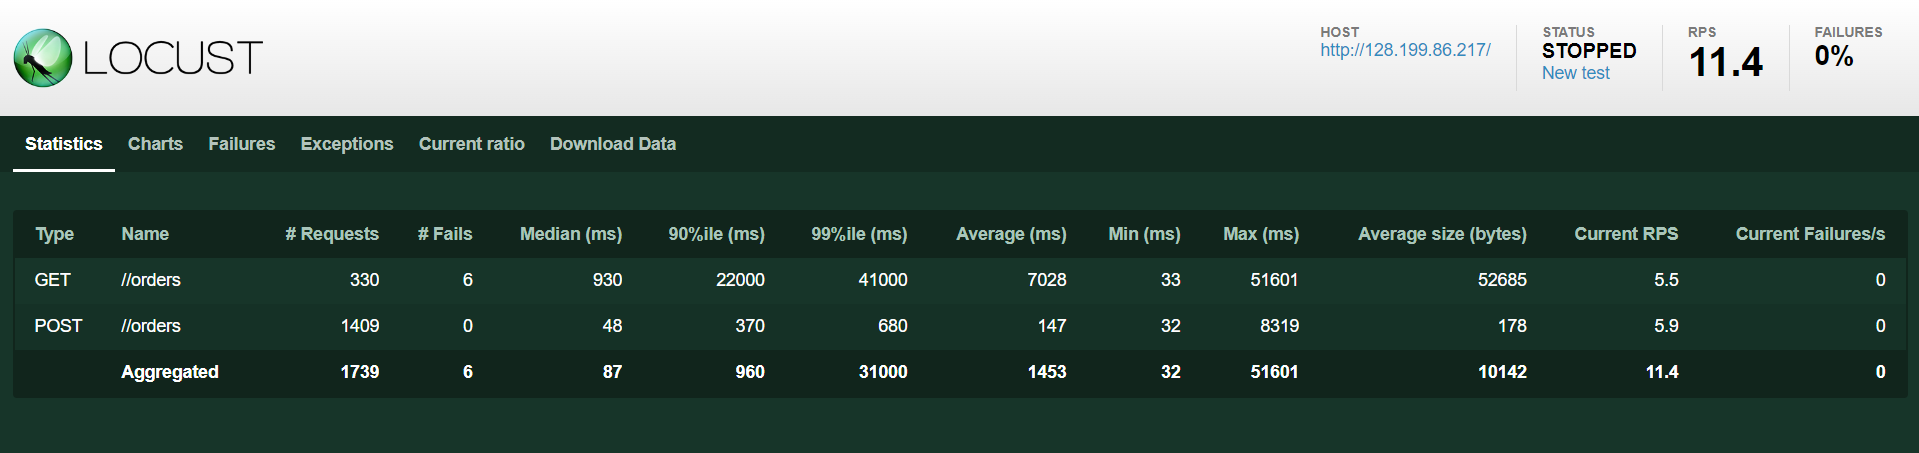 LOCUST
HOST
http://128.199.86.217/
STATUS
STOPPED
New test
RPS
11.4
FAILURES
0%
Statistics Charts Failures Exceptions Current ratio Download Data
Type Name # Requests # Fails Median (ms) 90%ile (ms) 99%ile (ms) Average (ms) Min (ms) Max (ms) Average size (bytes) Current RPS Current Failures/s
GET //orders 330 6 930 22000 41000 7028 33 51601 52685 5.5 0
POST //orders 1409 0 48 370 680 147 32 8319 178 5.9 0
Aggregated 1739 6 87 960 31000 1453 32 51601 10142 11.4 0